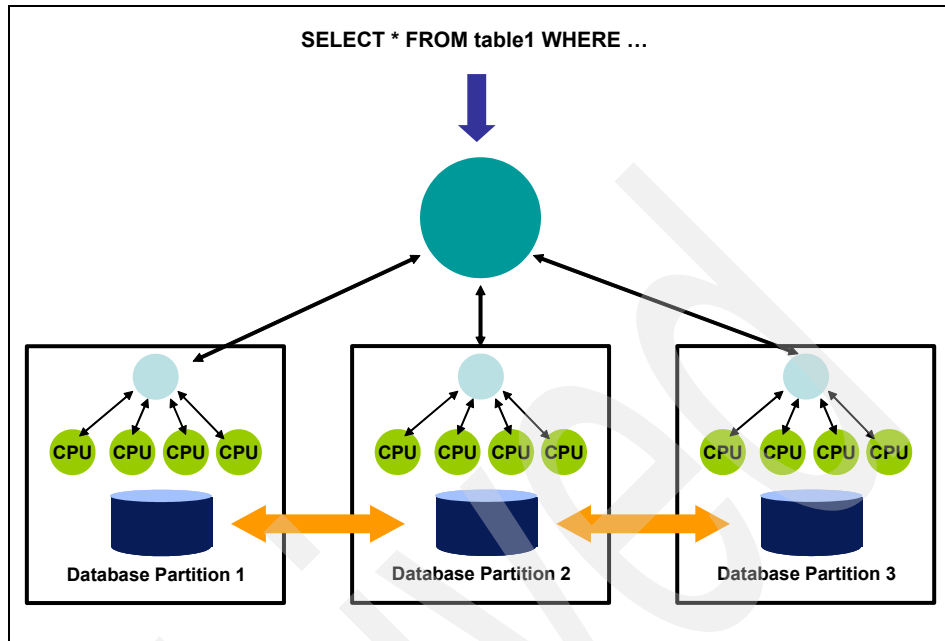 SELECT * FROM table1 WHERE …
CPU CPU CPU CPU
CPU CPU CPU CPU
CPU CPU CPU CPU
Database Partition 1
Database Partition 2
Database Partition 3